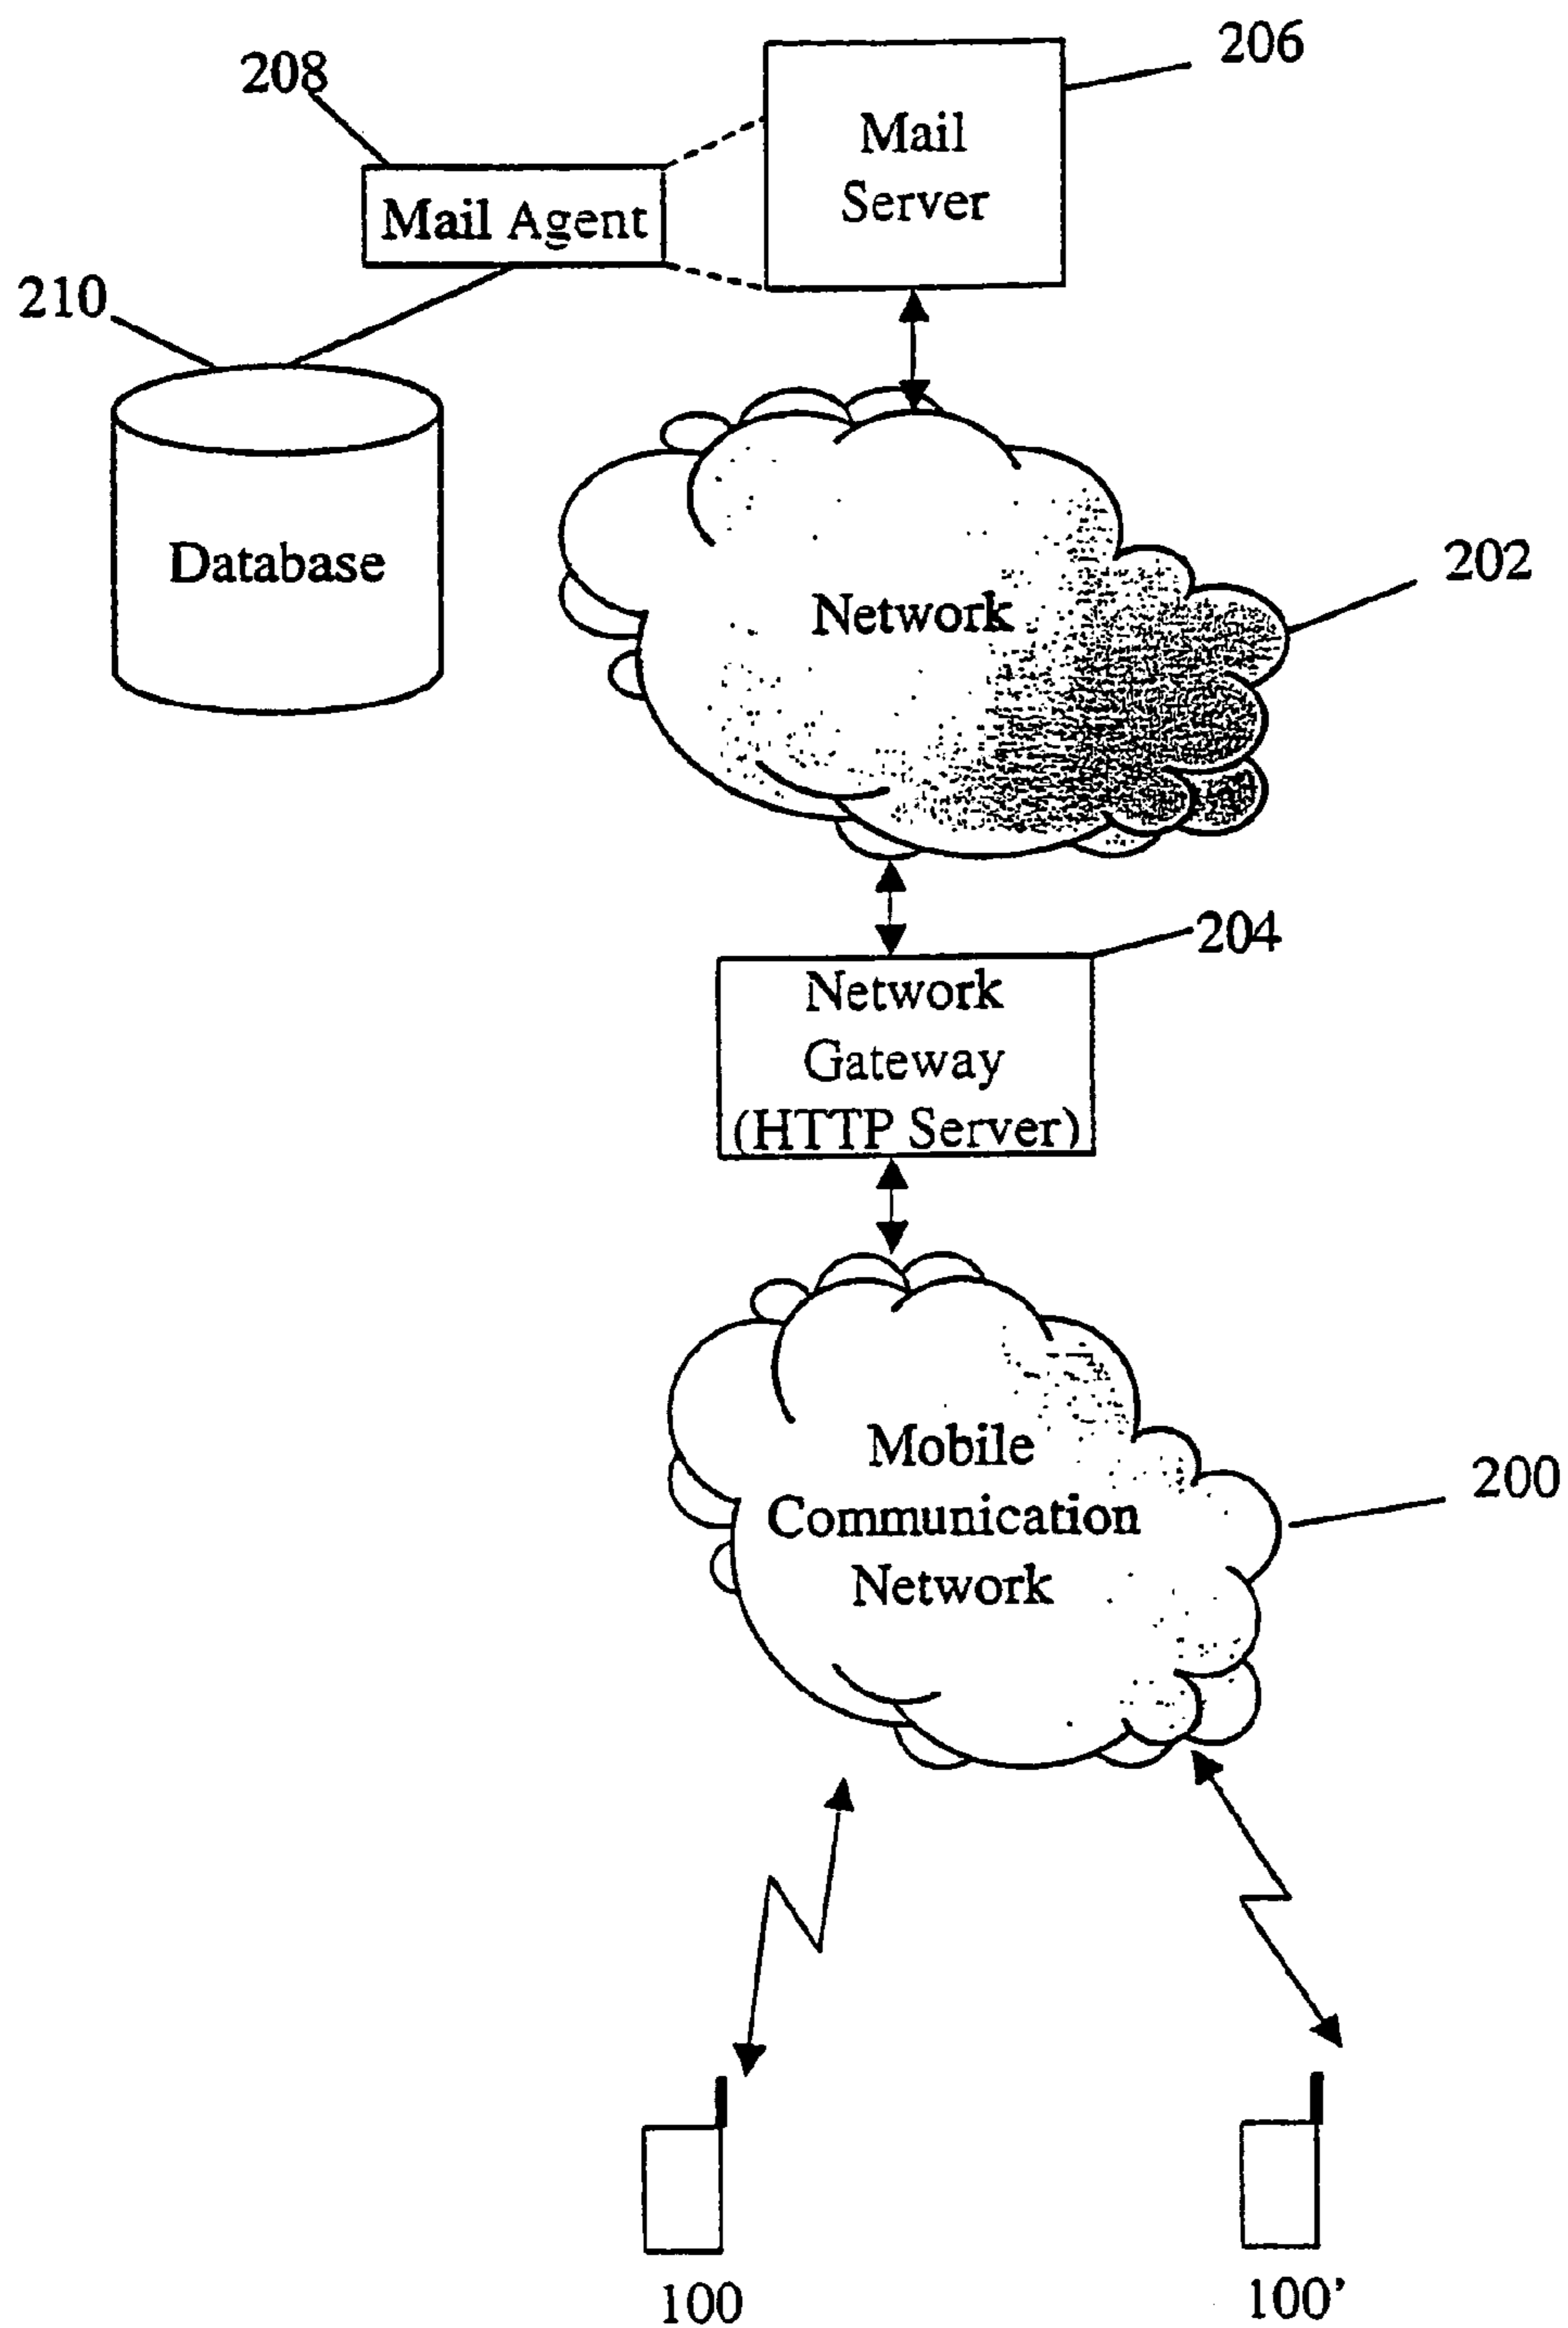 206
208
Mail
Server
Mail Agent
210
Database
202
Network
204
Network
Gateway
(HTTP Server)
Mobile
Communication
Network
200
100
100'